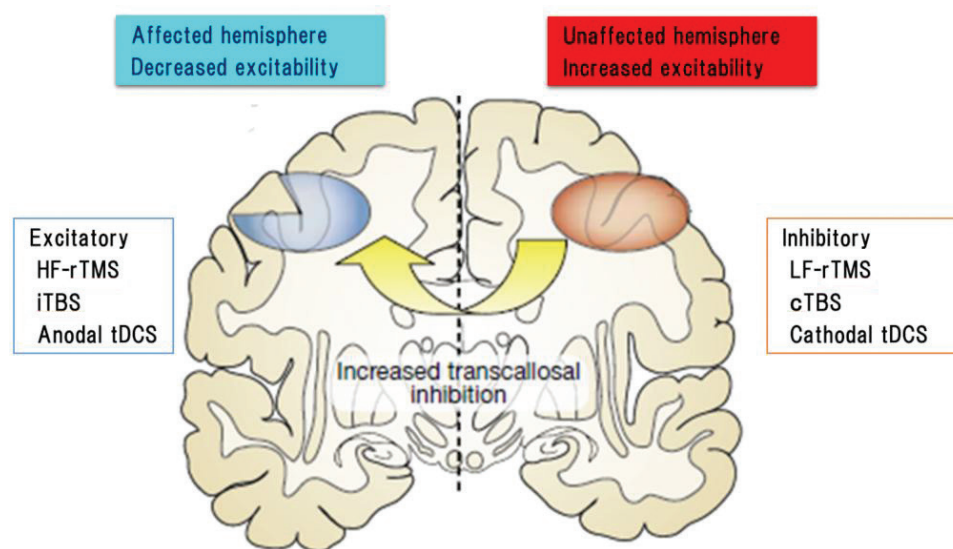 Affected hemisphere
Decreased excitability
Unaffected hemisphere
Increased excitability
Excitatory
HF-rTMS
iTBS
Anodal tDCS
Inhibitory
LF-rTMS
cTBS
Cathodal tDCS
Increased transcallosal
inhibition